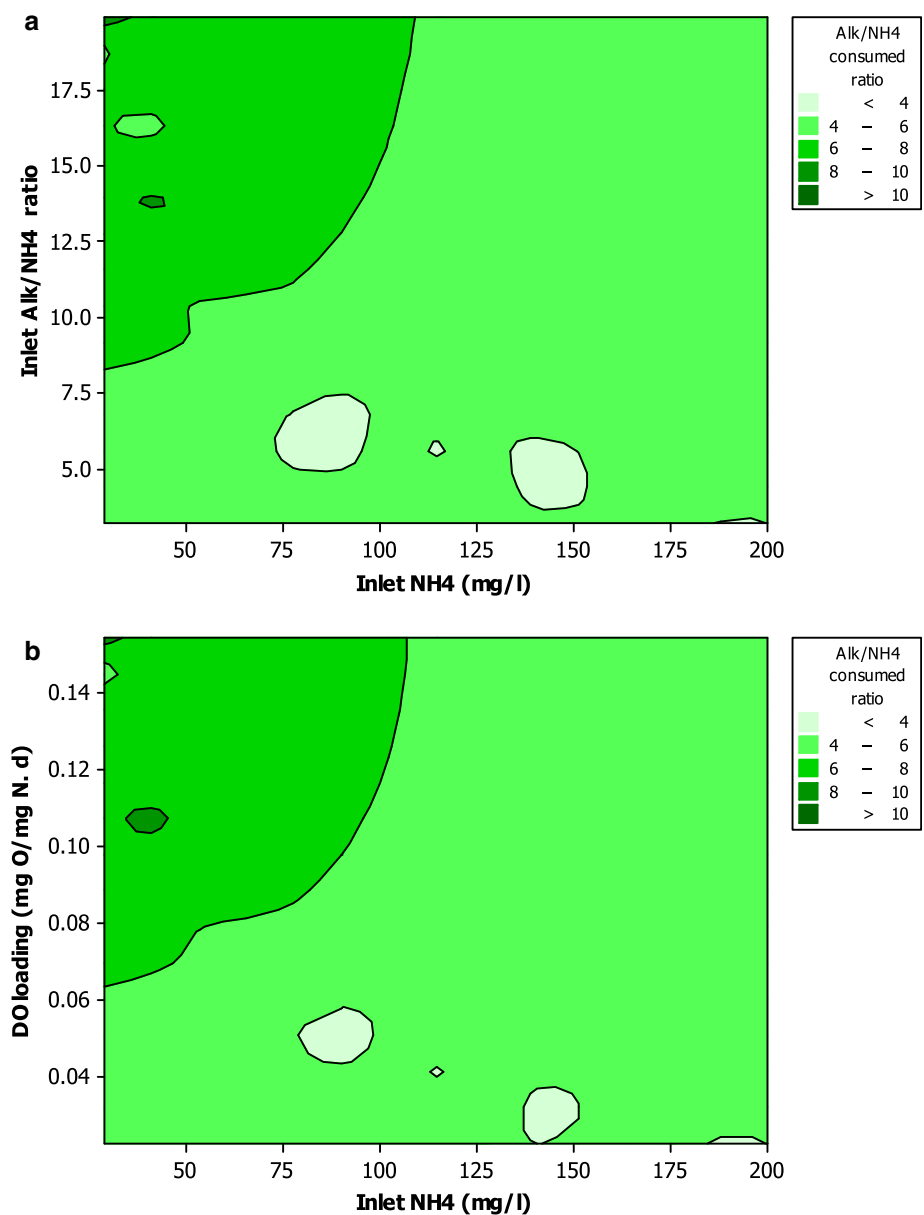 a
Inlet Alk/NH4 ratio
17.5
15.0
12.5
10.0
7.5
5.0
50 75 100 125 150 175 200
Inlet NH4 (mg/l)
Alk/NH4
consumed
ratio
< 4
4 – 6
6 – 8
8 – 10
> 10
b
DO loading (mg O/mg N. d)
0.14
0.12
0.10
0.08
0.06
0.04
50 75 100 125 150 175 200
Inlet NH4 (mg/l)
Alk/NH4
consumed
ratio
< 4
4 – 6
6 – 8
8 – 10
> 10